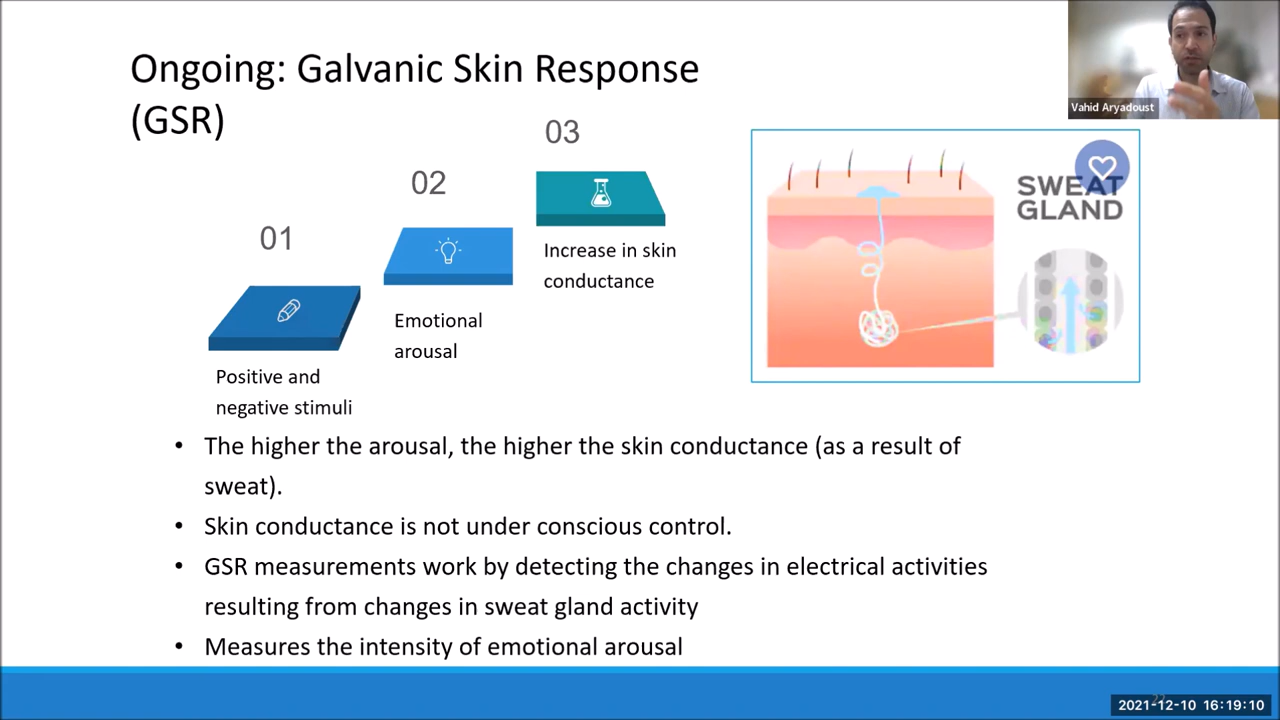 Ongoing: Galvanic Skin Response
(GSR)
Vahid Aryadoust
01
02
03
Positive and
negative stimuli
Emotional
arousal
Increase in skin
conductance
SWEAT
GLAND
• The higher the arousal, the higher the skin conductance (as a result of
sweat).
• Skin conductance is not under conscious control.
• GSR measurements work by detecting the changes in electrical activities
resulting from changes in sweat gland activity
• Measures the intensity of emotional arousal
2021-12-10 16:19:10